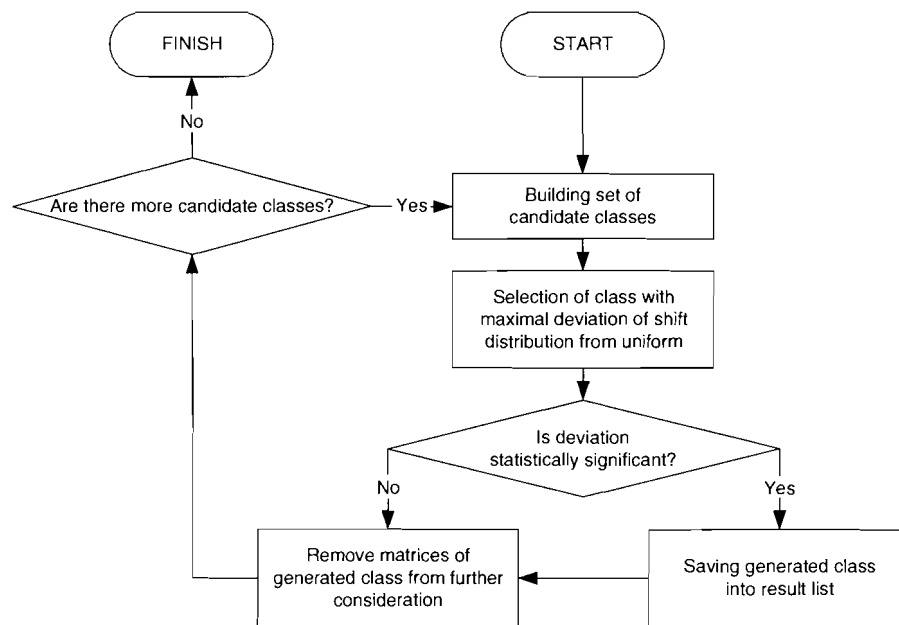 FINISH
START
No
Are there more candidate classes?
Yes
Building set of
candidate classes
Selection of class with
maximal deviation of shift
distribution from uniform
Is deviation
statistically significant?
No
Yes
Remove matrices of
generated class from further
consideration
Saving generated class
into result list